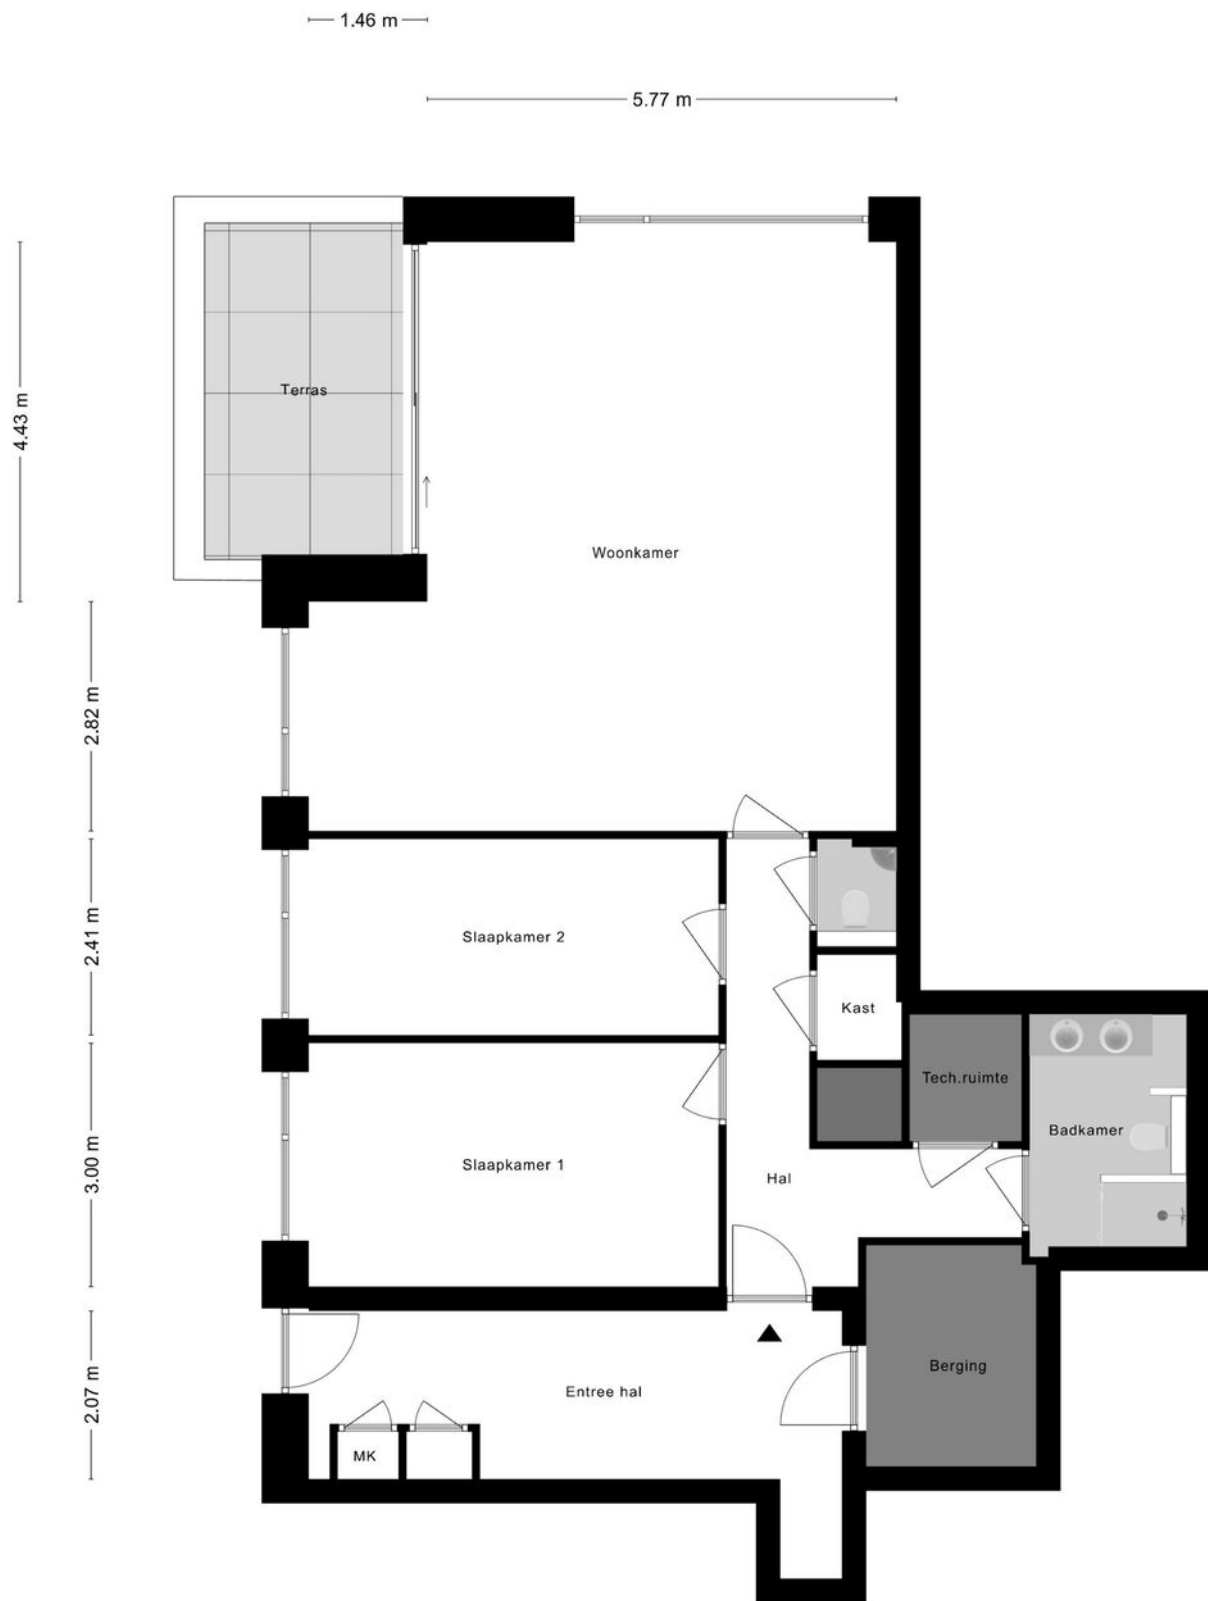 1.46 m
5.77 m
4.43 m
Terras
Woonkamer
2.82 m
2.41 m
Slaapkamer 2
Kast
Tech.ruimte
Badkamer
3.00 m
Slaapkamer 1
Hal
Berging
2.07 m
Entree hal
MK